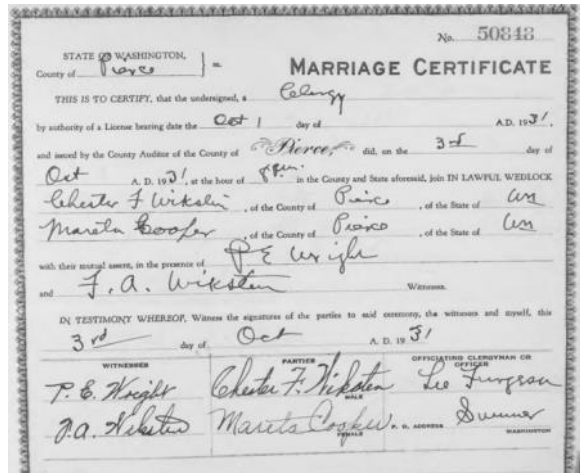 No. 50848
STATE OF WASHINGTON,
County of Pierce } ss.
MARRIAGE CERTIFICATE
THIS IS TO CERTIFY, that the undersigned, a Clergy
by authority of a License bearing date the Oct 1 day of A.D. 1931
and issued by the County Auditor of the County of Pierce, did, on the 3rd day of
Oct A. D. 1931, at the hour of 8 P.m. in the County and State aforesaid, join IN LAWFUL WEDLOCK
Chester F Wiksten, of the County of Pierce, of the State of Wn
Mareta Cooper, of the County of Pierce, of the State of Wn
with their mutual assent, in the presence of P E Wright
and F. A. Wiksten Witnesses.
IN TESTIMONY WHEREOF, Witness the signatures of the parties to said ceremony, the witnesses and myself, this
3rd day of Oct A. D. 1931
WITNESSES PARTIES OFFICIATING CLERGYMAN OR OFFICER
P. E. Wright Chester F. Wiksten Lee Furgeson
MALE
F. A. Wiksten Mareta Cooper P. O. ADDRESS Sumner
FEMALE WASHINGTON